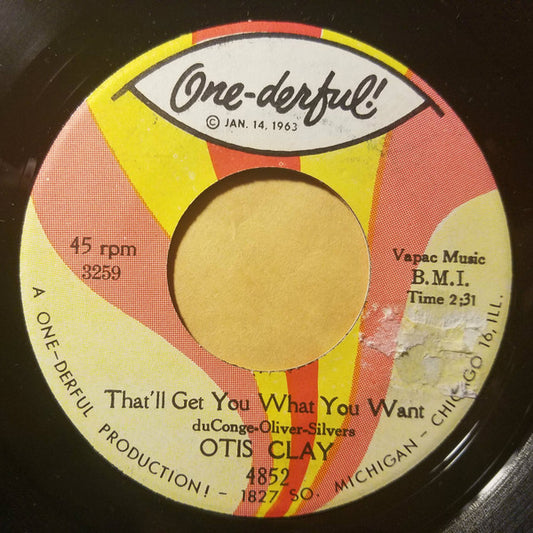 One-derful!
© JAN. 14, 1963
45 rpm
3259
Vapac Music
B.M.I.
Time 2:31
That'll Get You What You Want
duConge-Oliver-Silvers
OTIS CLAY
4852
A ONE-DERFUL PRODUCTION! - 1827 SO. MICHIGAN - CHICAGO 16, ILL.